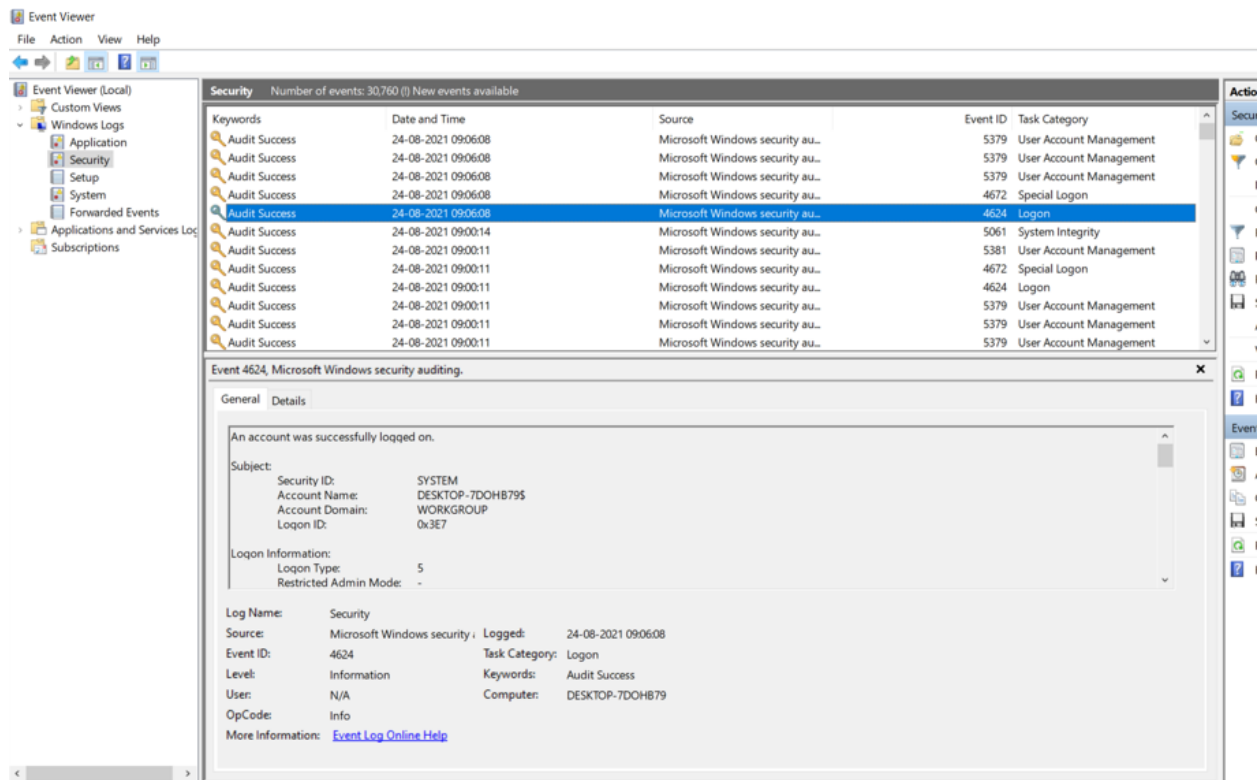 Event Viewer
File Action View Help
Event Viewer (Local)
Custom Views
Windows Logs
Application
Security
Setup
System
Forwarded Events
Applications and Services Log
Subscriptions
Security Number of events: 30,760 (!) New events available
Keywords Date and Time Source Event ID Task Category
Audit Success 24-08-2021 09:06:08 Microsoft Windows security au... 5379 User Account Management
Audit Success 24-08-2021 09:06:08 Microsoft Windows security au... 5379 User Account Management
Audit Success 24-08-2021 09:06:08 Microsoft Windows security au... 5379 User Account Management
Audit Success 24-08-2021 09:06:08 Microsoft Windows security au... 4672 Special Logon
Audit Success 24-08-2021 09:06:08 Microsoft Windows security au... 4624 Logon
Audit Success 24-08-2021 09:00:14 Microsoft Windows security au... 5061 System Integrity
Audit Success 24-08-2021 09:00:11 Microsoft Windows security au... 5381 User Account Management
Audit Success 24-08-2021 09:00:11 Microsoft Windows security au... 4672 Special Logon
Audit Success 24-08-2021 09:00:11 Microsoft Windows security au... 4624 Logon
Audit Success 24-08-2021 09:00:11 Microsoft Windows security au... 5379 User Account Management
Audit Success 24-08-2021 09:00:11 Microsoft Windows security au... 5379 User Account Management
Audit Success 24-08-2021 09:00:11 Microsoft Windows security au... 5379 User Account Management
Event 4624, Microsoft Windows security auditing.
General Details
An account was successfully logged on.
Subject:
Security ID: SYSTEM
Account Name: DESKTOP-7DOHB79$
Account Domain: WORKGROUP
Logon ID: 0x3E7
Logon Information:
Logon Type: 5
Restricted Admin Mode: -
Log Name: Security
Source: Microsoft Windows security Logged: 24-08-2021 09:06:08
Event ID: 4624 Task Category: Logon
Level: Information Keywords: Audit Success
User: N/A Computer: DESKTOP-7DOHB79
OpCode: Info
More Information: Event Log Online Help
Actio
Secur
Even